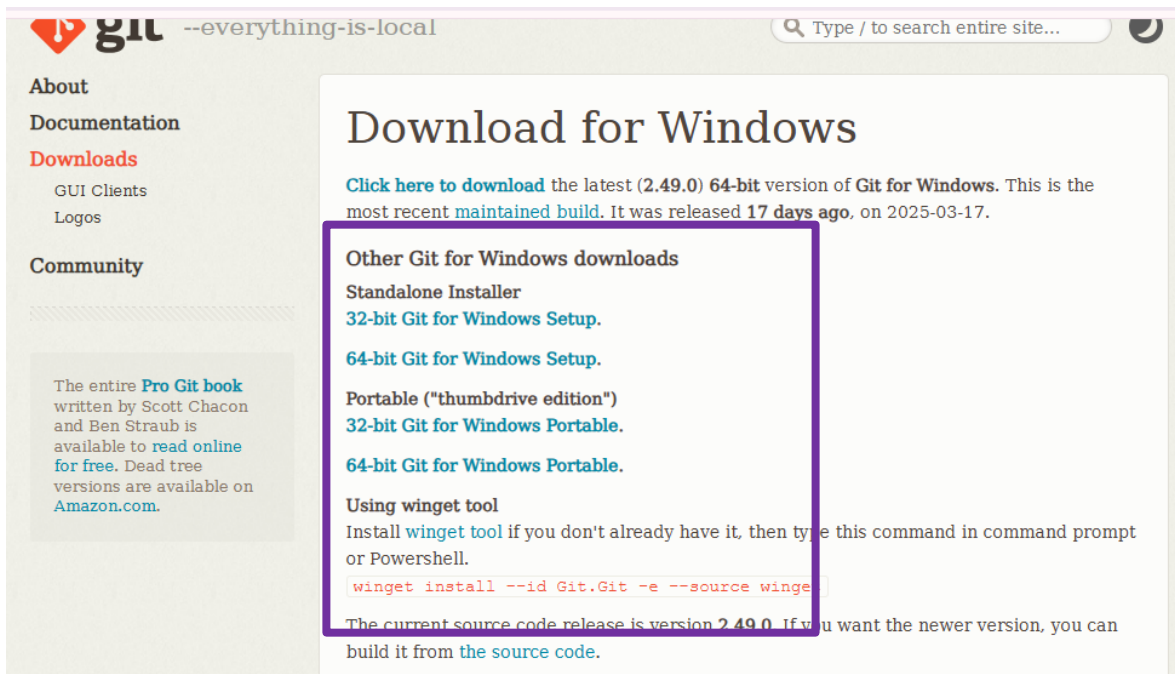 git --everything-is-local
Type / to search entire site...
About
Documentation
Downloads
GUI Clients
Logos
Community
The entire Pro Git book
written by Scott Chacon
and Ben Straub is
available to read online
for free. Dead tree
versions are available on
Amazon.com.
Download for Windows
Click here to download the latest (2.49.0) 64-bit version of Git for Windows. This is the
most recent maintained build. It was released 17 days ago, on 2025-03-17.
Other Git for Windows downloads
Standalone Installer
32-bit Git for Windows Setup.
64-bit Git for Windows Setup.
Portable ("thumbdrive edition")
32-bit Git for Windows Portable.
64-bit Git for Windows Portable.
Using winget tool
Install winget tool if you don't already have it, then type this command in command prompt
or Powershell.
winget install --id Git.Git -e --source winget
The current source code release is version 2.49.0. If you want the newer version, you can
build it from the source code.